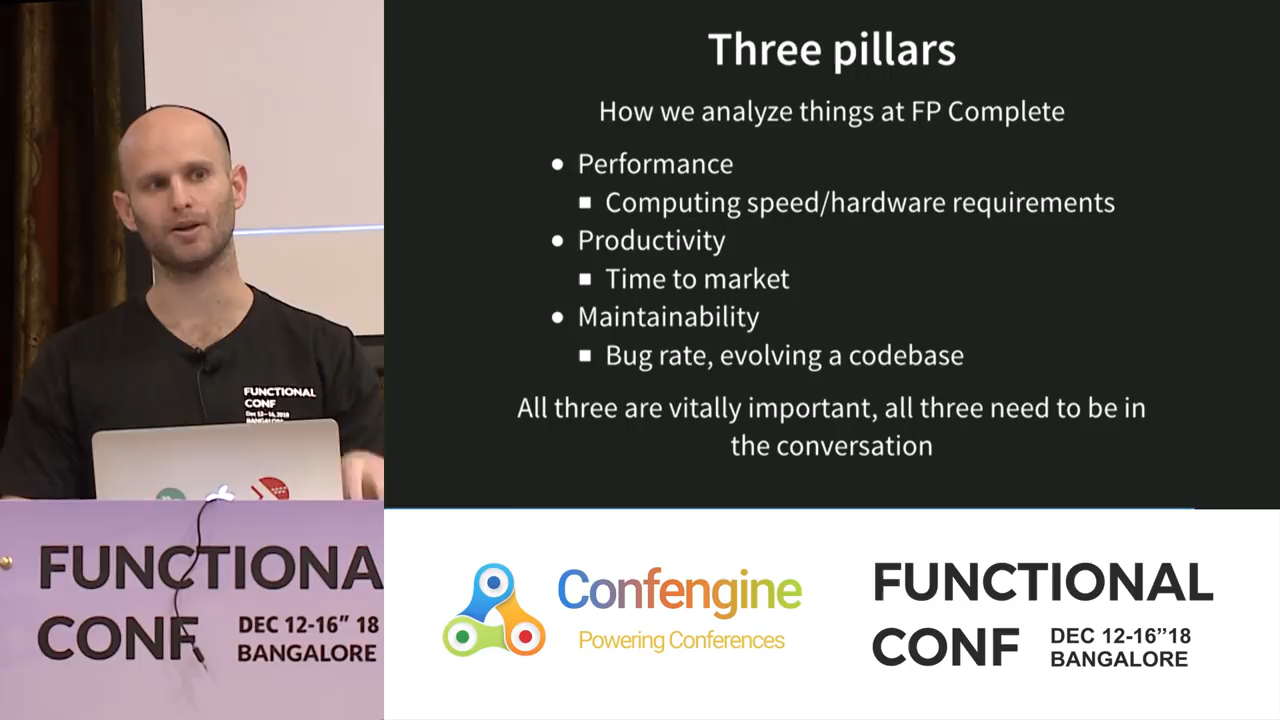 Three pillars
How we analyze things at FP Complete
• Performance
▪ Computing speed/hardware requirements
• Productivity
▪ Time to market
• Maintainability
▪ Bug rate, evolving a codebase
All three are vitally important, all three need to be in
the conversation
FUNCTIONAL
CONF
Dec 12-16, 2018
BANGALORE
FUNCTIONA
CONF
DEC 12-16” 18
BANGALORE
Confengine
Powering Conferences
FUNCTIONAL
CONF
DEC 12-16”18
BANGALORE